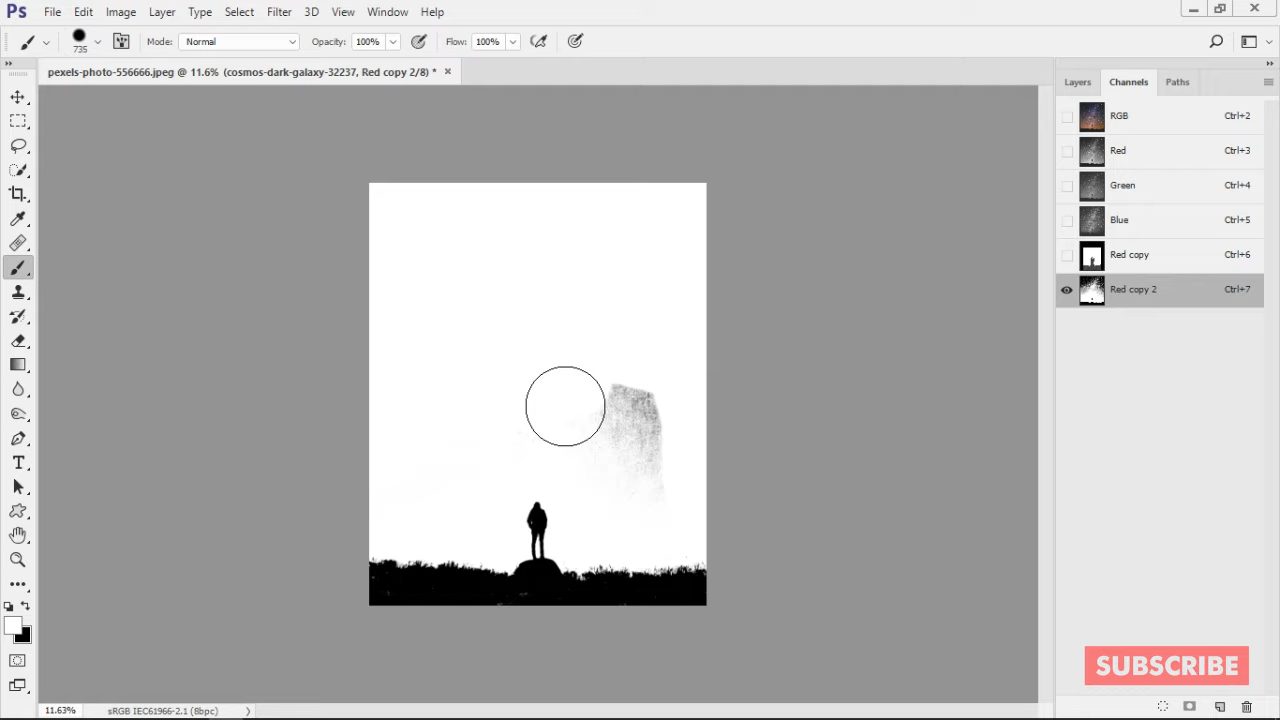 Ps File Edit Image Layer Type Select Filter 3D View Window Help
735 Mode: Normal Opacity: 100% Flow: 100%
pexels-photo-556666.jpeg @ 11.6% (cosmos-dark-galaxy-32237, Red copy 2/8) * ×
Layers Channels Paths
RGB Ctrl+2
Red Ctrl+3
Green Ctrl+4
Blue Ctrl+5
Red copy Ctrl+6
Red copy 2 Ctrl+7
SUBSCRIBE
11.63% sRGB IEC61966-2.1 (8bpc)